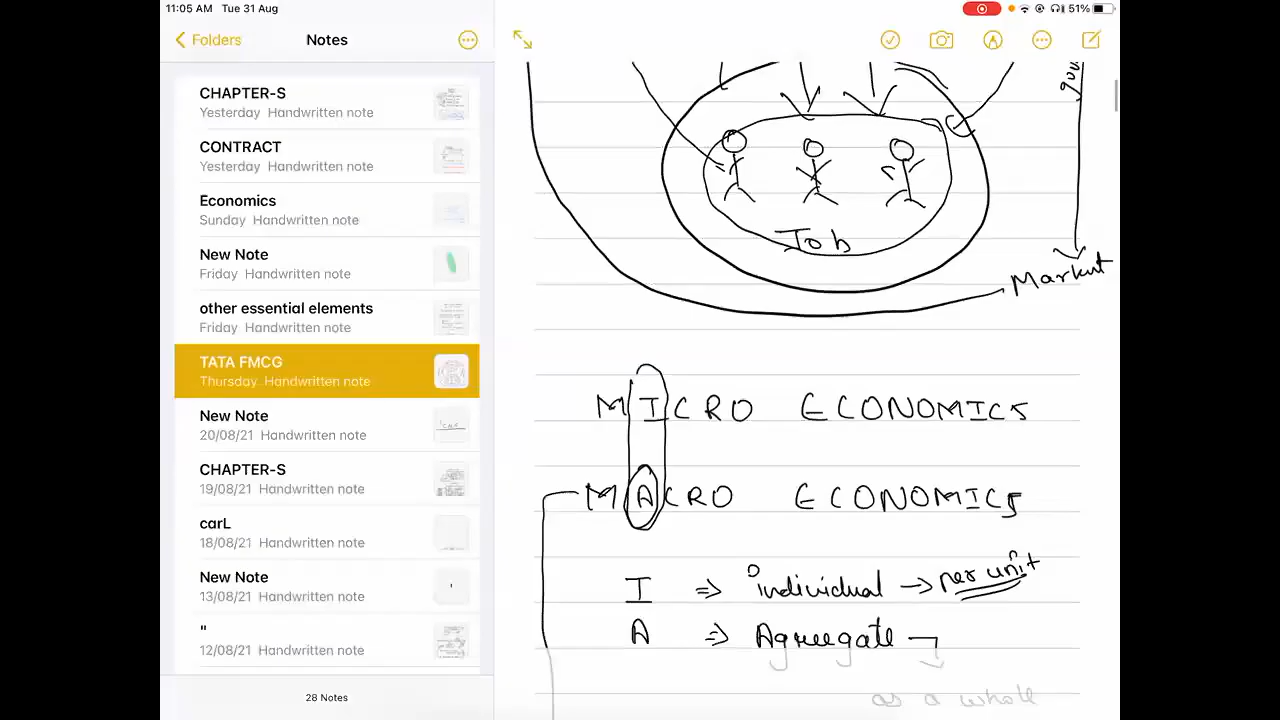 11:05 AM Tue 31 Aug
51%
Folders
Notes
CHAPTER-S
Yesterday Handwritten note
CONTRACT
Yesterday Handwritten note
Economics
Sunday Handwritten note
New Note
Friday Handwritten note
other essential elements
Friday Handwritten note
TATA FMCG
Thursday Handwritten note
New Note
20/08/21 Handwritten note
CHAPTER-S
19/08/21 Handwritten note
carL
18/08/21 Handwritten note
New Note
13/08/21 Handwritten note
"
12/08/21 Handwritten note
28 Notes
Job
Market
MICRO ECONOMICS
MACRO ECONOMICS
I ⇒ individual → per unit
A ⇒ Agreegate
as a whole